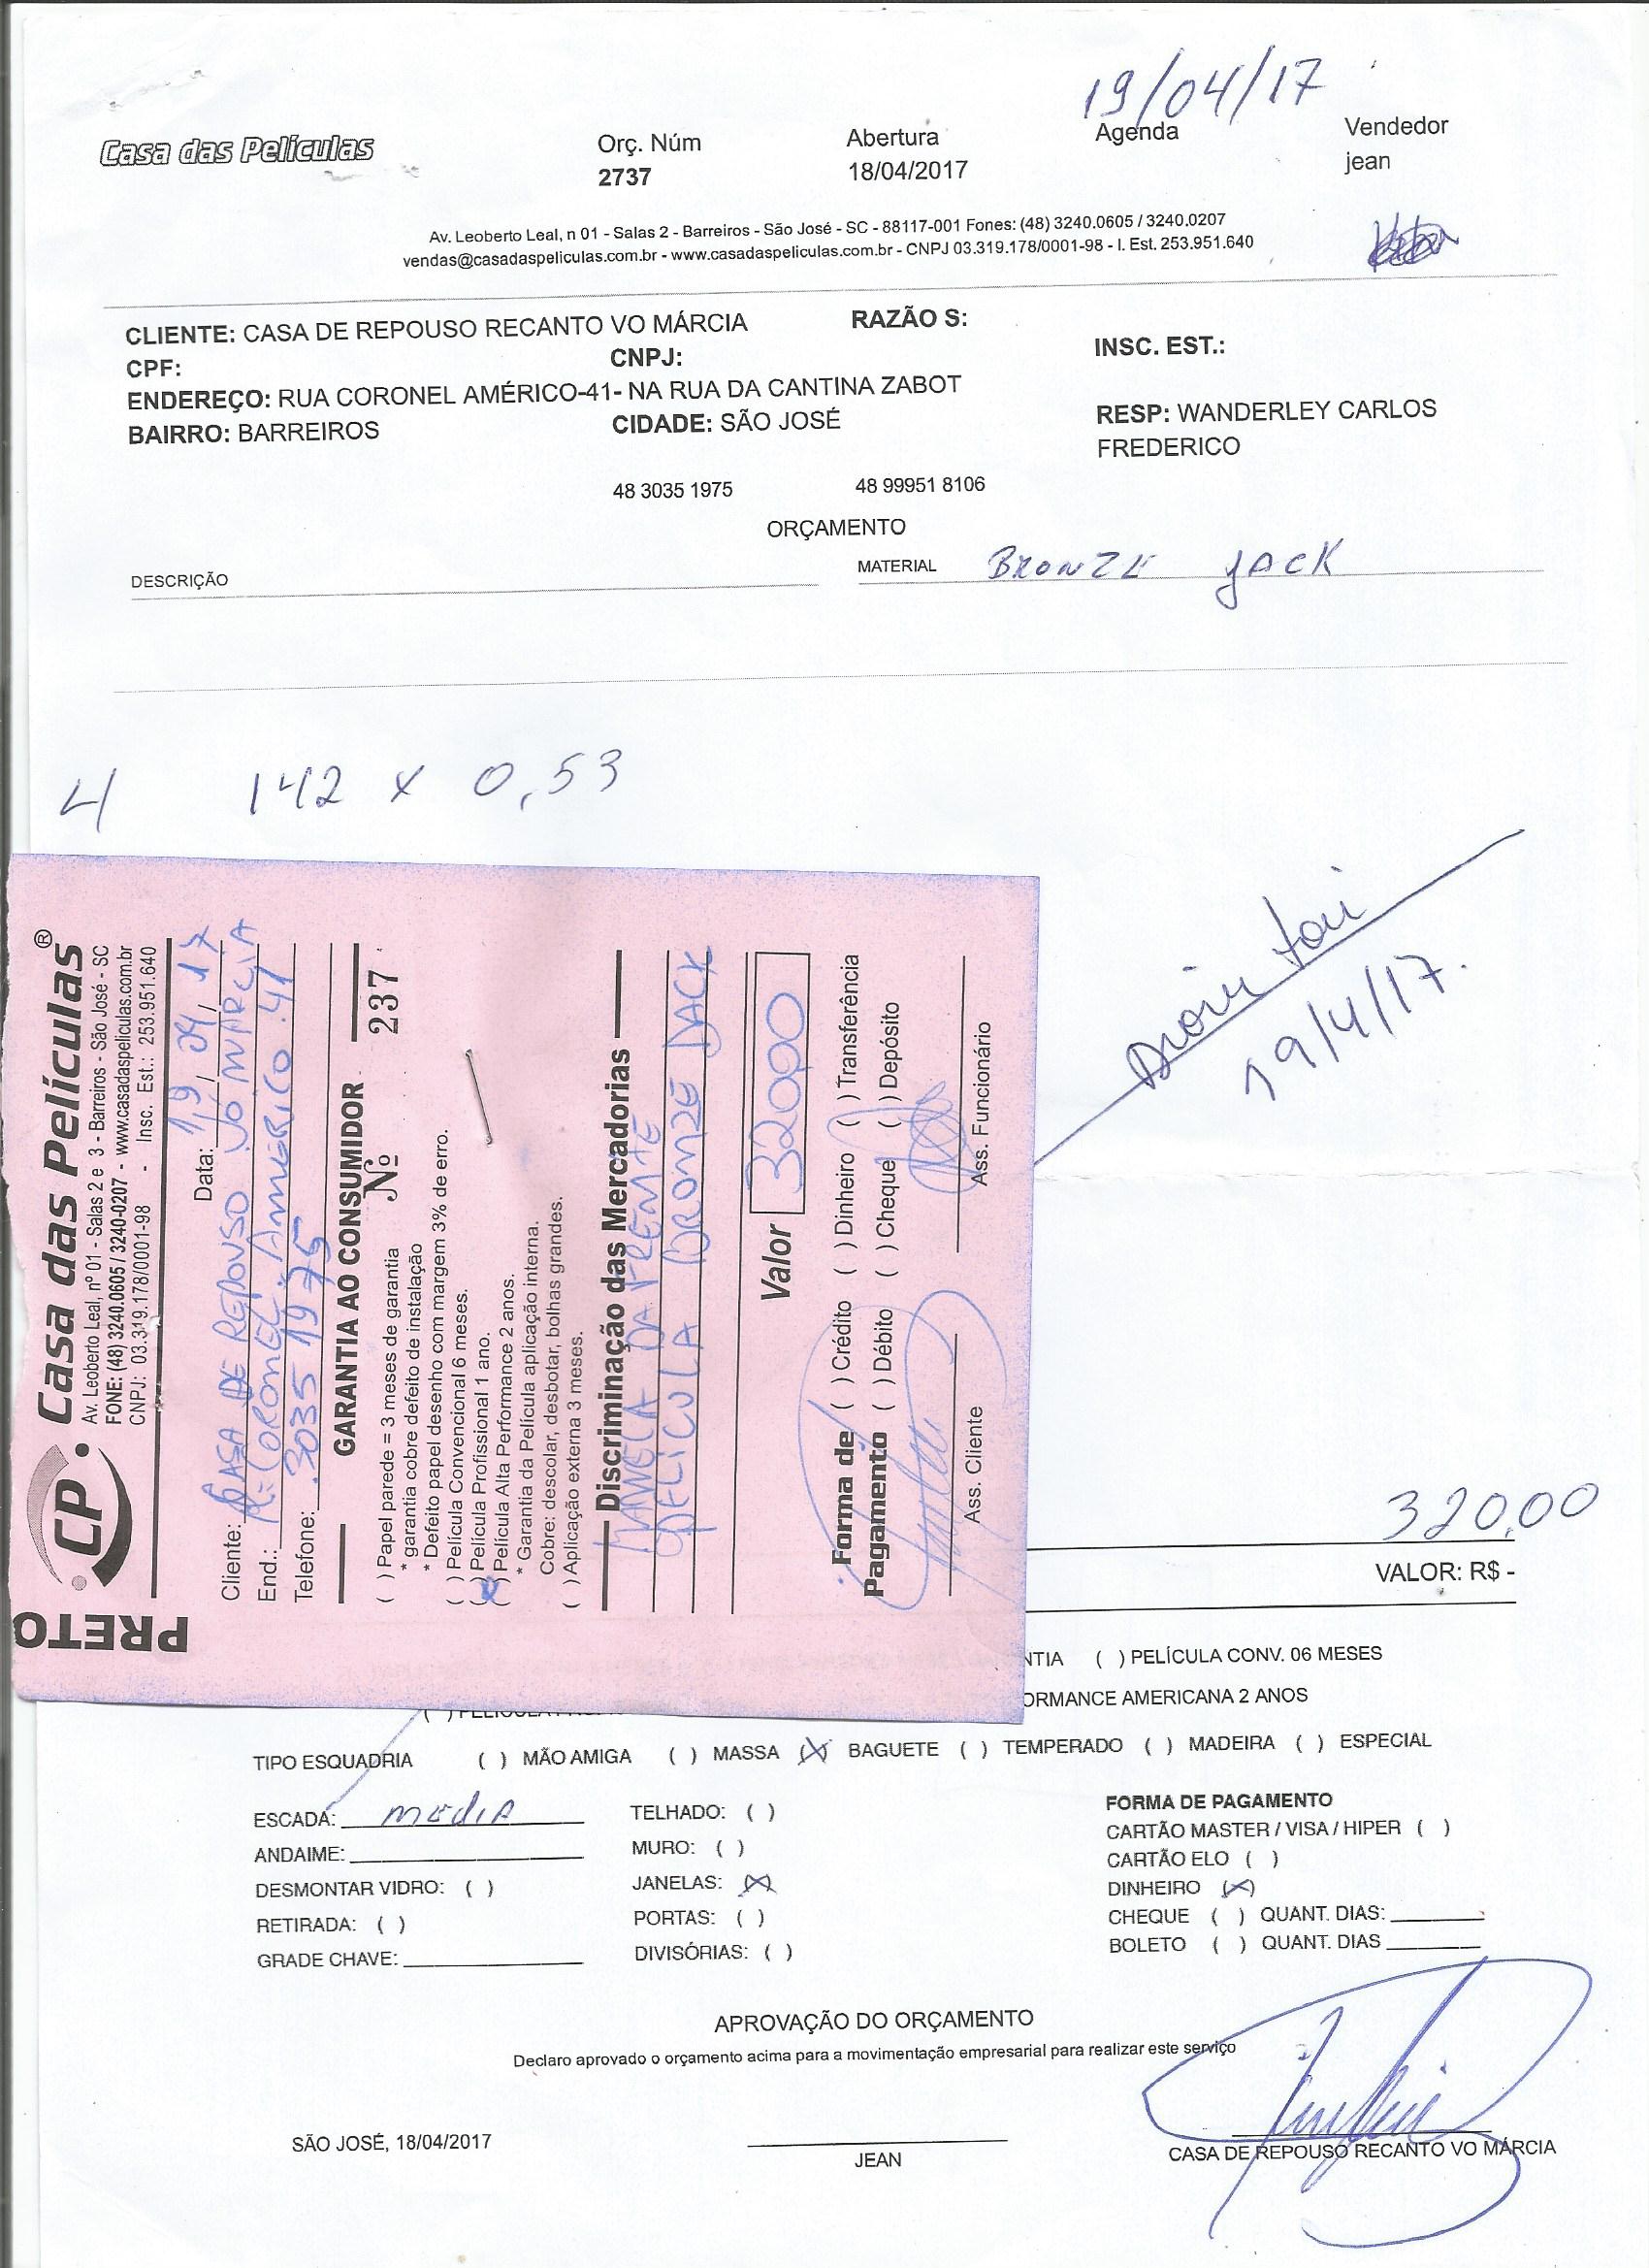 19/04/17
Casa das Películas
Orç. Núm
2737
Abertura
18/04/2017
Agenda
Vendedor
jean
Av. Leoberto Leal, n 01 - Salas 2 - Barreiros - São José - SC - 88117-001 Fones: (48) 3240.0605 / 3240.0207
vendas@casadaspeliculas.com.br - www.casadaspeliculas.com.br - CNPJ 03.319.178/0001-98 - I. Est. 253.951.640
CLIENTE: CASA DE REPOUSO RECANTO VO MÁRCIA
RAZÃO S:
CPF:
CNPJ:
INSC. EST.:
ENDEREÇO: RUA CORONEL AMÉRICO-41- NA RUA DA CANTINA ZABOT
BAIRRO: BARREIROS
CIDADE: SÃO JOSÉ
RESP: WANDERLEY CARLOS
FREDERICO
48 3035 1975
48 99951 8106
ORÇAMENTO
DESCRIÇÃO
MATERIAL BRONZE JACK
4 142 x 0,53
19/4/17.
PRETO
CP
Casa das Películas®
Av. Leoberto Leal, nº 01 - Salas 2 e 3 - Barreiros - São José - SC
FONE: (48) 3240.0605 / 3240-0207 - www.casadaspeliculas.com.br
CNPJ: 03.319.178/0001-98 - Insc. Est.: 253.951.640
Data: 19/04/17
Cliente: CASA DE REPOUSO VÓ MARCIA
End.: R: CORONEL AMERICO 41
Telefone: 3035 1975
GARANTIA AO CONSUMIDOR
Nº 237
( ) Papel parede = 3 meses de garantia
* garantia cobre defeito de instalação
* Defeito papel desenho com margem 3% de erro.
( ) Película Convencional 6 meses.
( ) Película Profissional 1 ano.
(x) Película Alta Performance 2 anos.
* Garantia da Película aplicação interna.
Cobre: descolar, desbotar, bolhas grandes.
( ) Aplicação externa 3 meses.
Discriminação das Mercadorias
JANELA DA FRENTE
PELICULA BRONZE JACK
Valor 32000
Forma de Pagamento
( ) Crédito ( ) Dinheiro ( ) Transferência
( ) Débito ( ) Cheque ( ) Depósito
Ass. Cliente
Ass. Funcionário
320,00
VALOR: R$ -
NTIA ( ) PELÍCULA CONV. 06 MESES
ORMANCE AMERICANA 2 ANOS
TIPO ESQUADRIA ( ) MÃO AMIGA ( ) MASSA (X) BAGUETE ( ) TEMPERADO ( ) MADEIRA ( ) ESPECIAL
ESCADA: MEDIA
TELHADO: ( )
FORMA DE PAGAMENTO
CARTÃO MASTER / VISA / HIPER ( )
ANDAIME:
MURO: ( )
CARTÃO ELO ( )
DESMONTAR VIDRO: ( )
JANELAS: (X)
DINHEIRO (X)
RETIRADA: ( )
PORTAS: ( )
CHEQUE ( ) QUANT. DIAS:
GRADE CHAVE:
DIVISÓRIAS: ( )
BOLETO ( ) QUANT. DIAS
APROVAÇÃO DO ORÇAMENTO
Declaro aprovado o orçamento acima para a movimentação empresarial para realizar este serviço
SÃO JOSÉ, 18/04/2017
JEAN
CASA DE REPOUSO RECANTO VO MÁRCIA